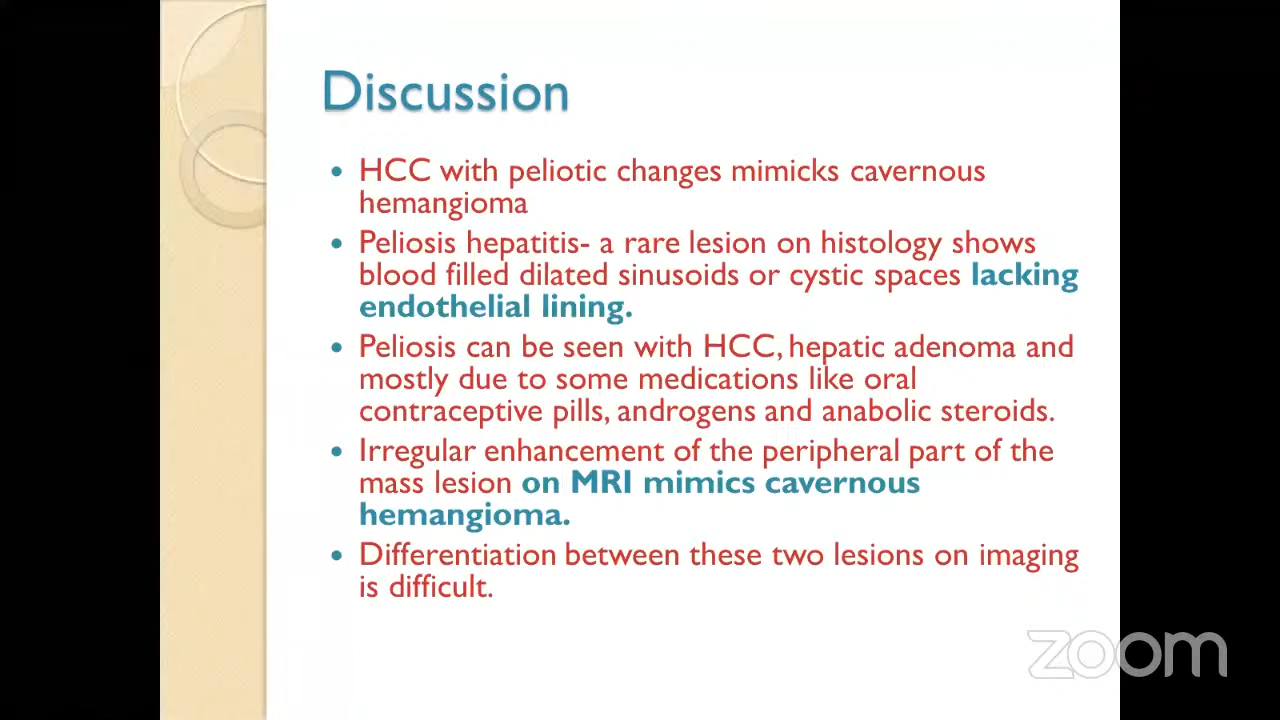 Discussion
• HCC with peliotic changes mimicks cavernous
hemangioma
• Peliosis hepatitis- a rare lesion on histology shows
blood filled dilated sinusoids or cystic spaces lacking
endothelial lining.
• Peliosis can be seen with HCC, hepatic adenoma and
mostly due to some medications like oral
contraceptive pills, androgens and anabolic steroids.
• Irregular enhancement of the peripheral part of the
mass lesion on MRI mimics cavernous
hemangioma.
• Differentiation between these two lesions on imaging
is difficult.
zoom